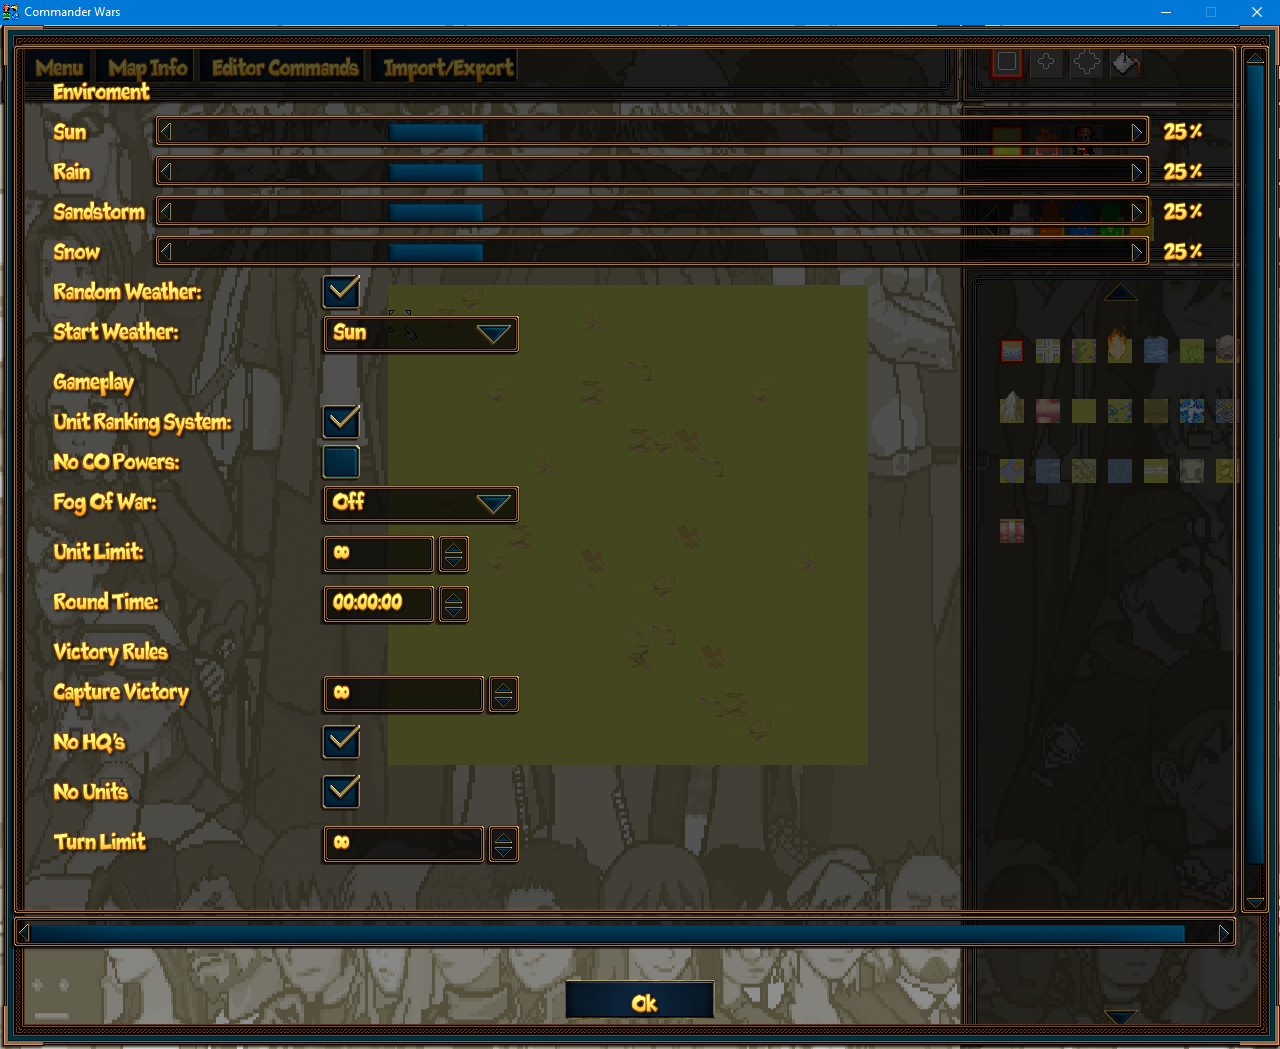 Commander Wars
Menu Map Info Editor Commands Import/Export
Enviroment
Sun 25 %
Rain 25 %
Sandstorm 25 %
Snow 25 %
Random Weather:
Start Weather: Sun
Gameplay
Unit Ranking System:
No CO Powers:
Fog Of War: Off
Unit Limit: ∞
Round Time: 00:00:00
Victory Rules
Capture Victory ∞
No HQ's
No Units
Turn Limit ∞
Ok